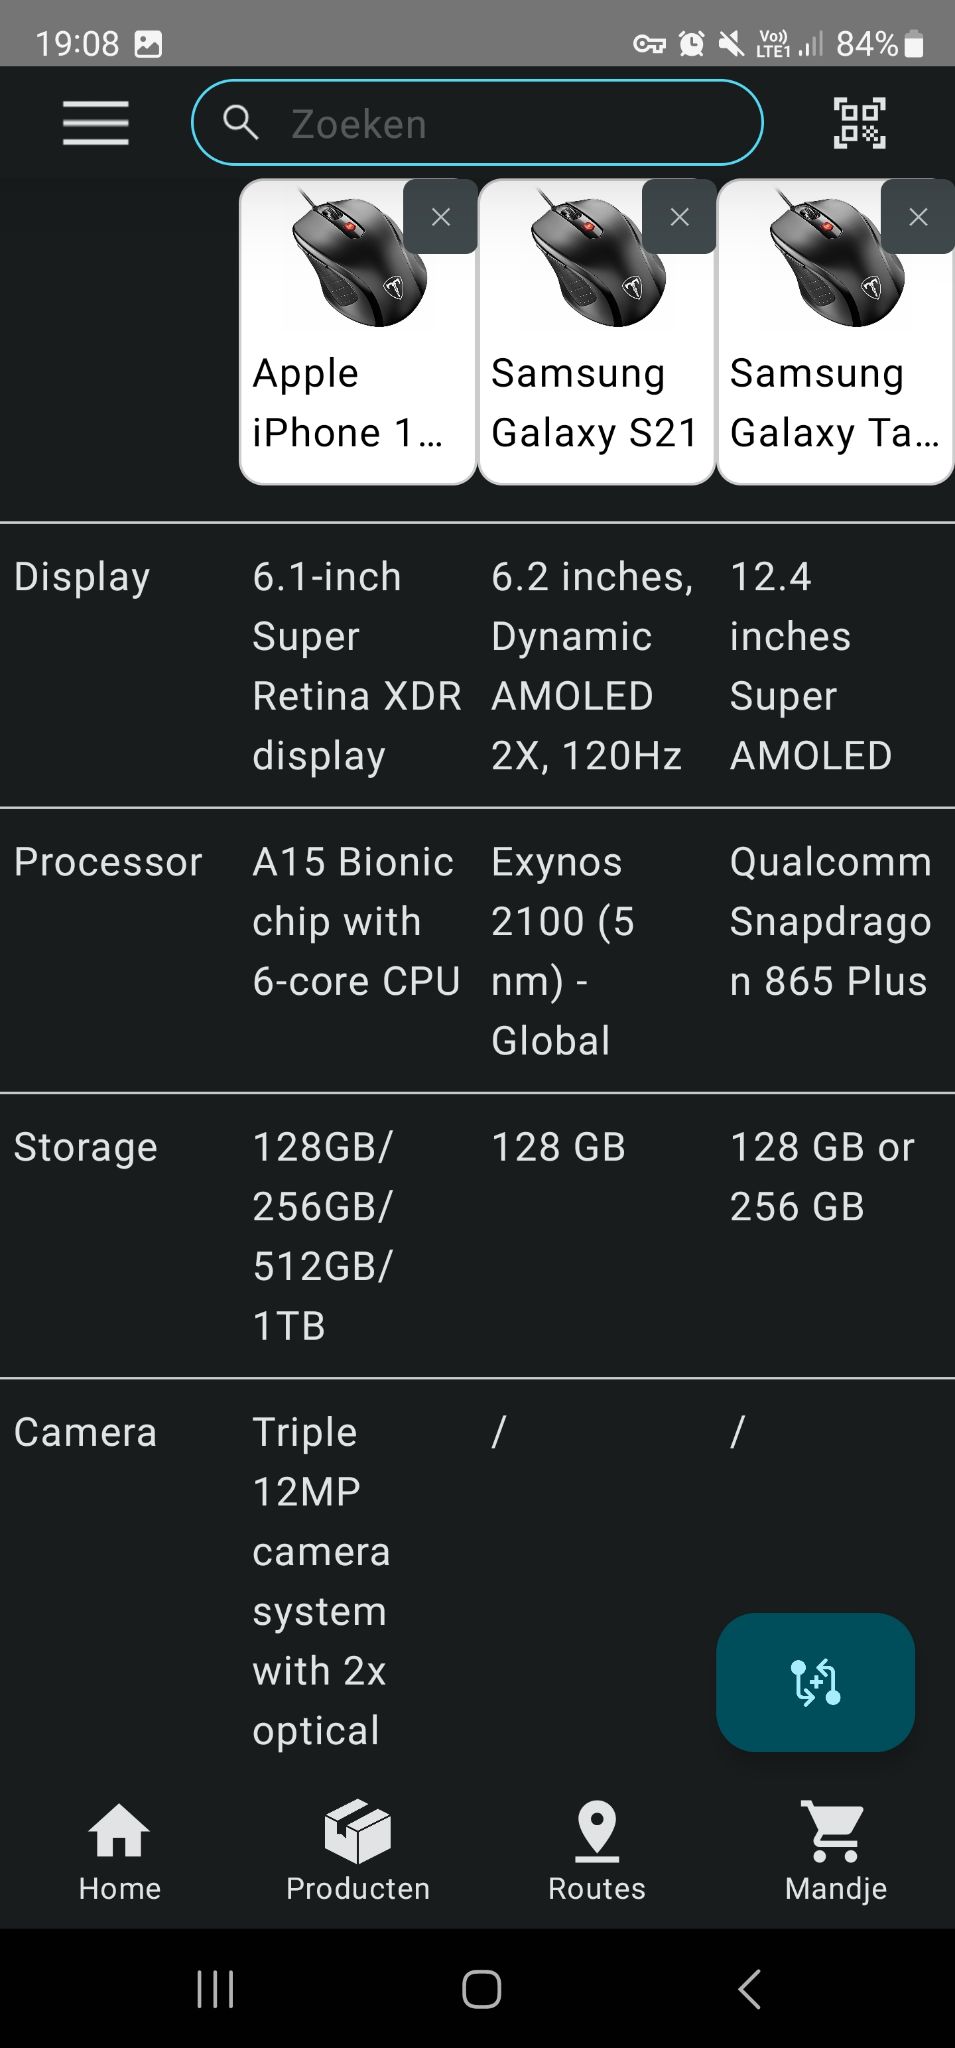 19:08
Vo))
LTE1
84%
Zoeken
Apple
iPhone 1...
Samsung
Galaxy S21
Samsung
Galaxy Ta...
Display
6.1-inch
Super
Retina XDR
display
6.2 inches,
Dynamic
AMOLED
2X, 120Hz
12.4
inches
Super
AMOLED
Processor
A15 Bionic
chip with
6-core CPU
Exynos
2100 (5
nm) -
Global
Qualcomm
Snapdrago
n 865 Plus
Storage
128GB/
256GB/
512GB/
1TB
128 GB
128 GB or
256 GB
Camera
Triple
12MP
camera
system
with 2x
optical
/
/
Home
Producten
Routes
Mandje